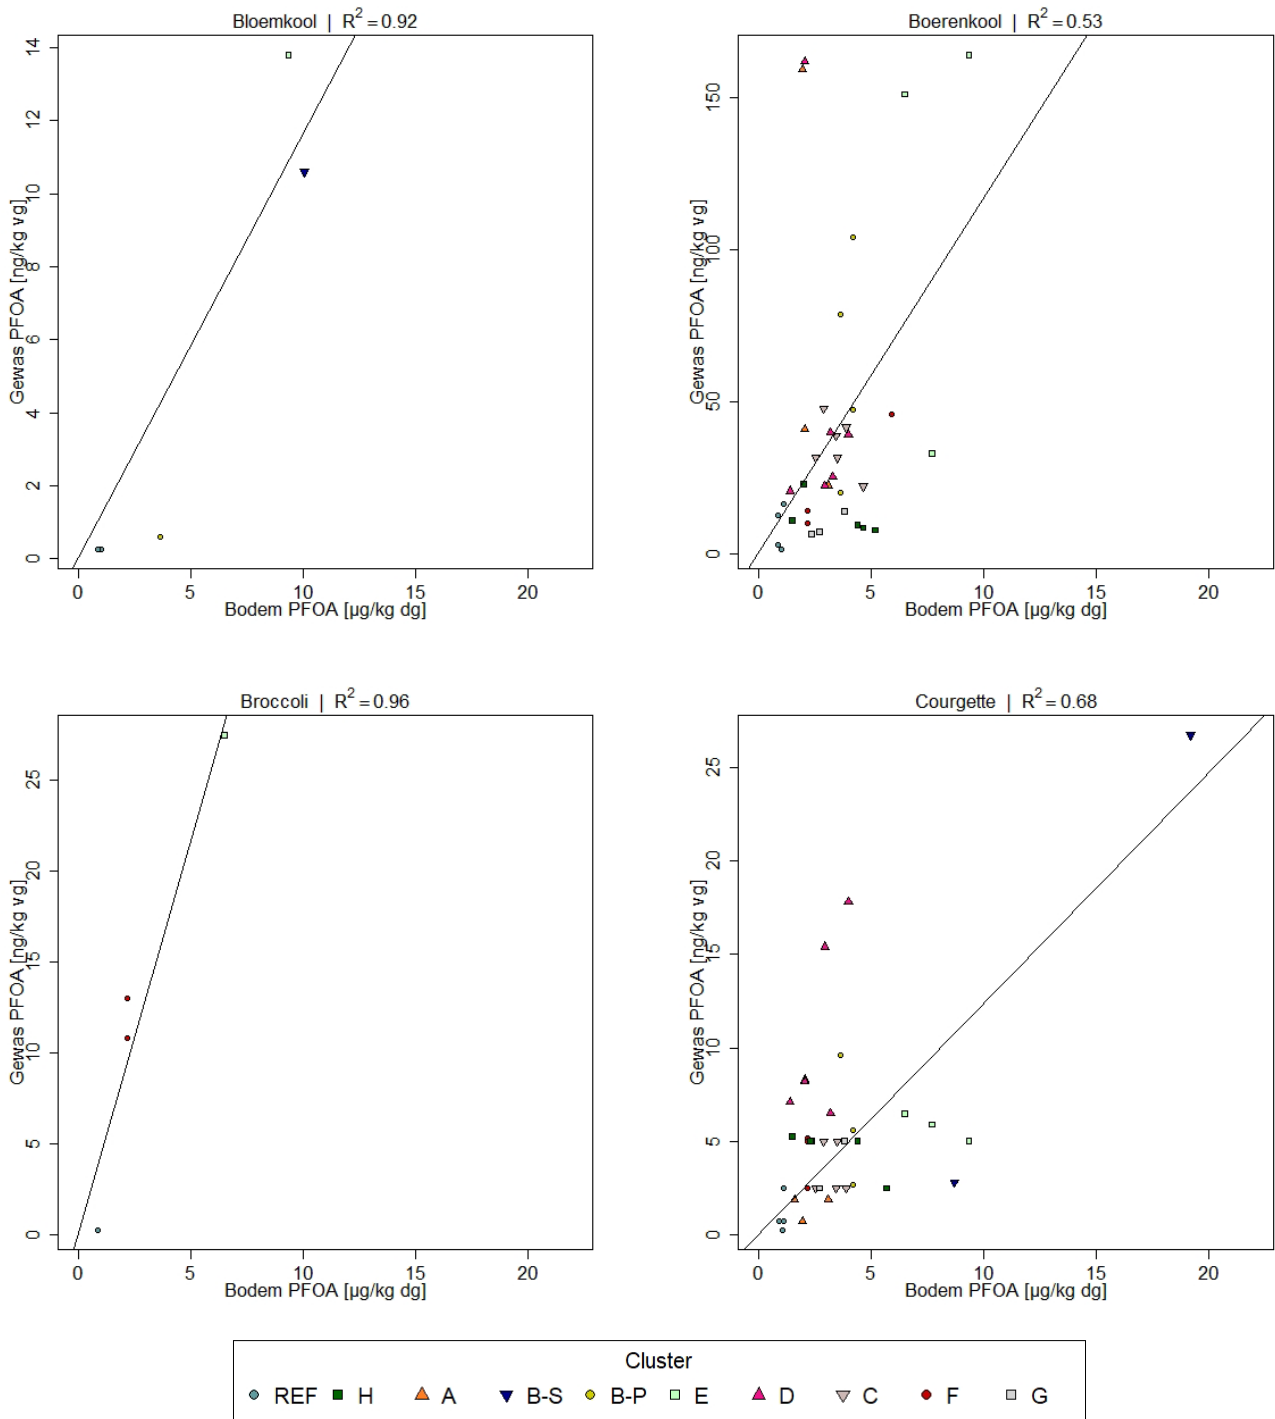 Bloemkool | R² = 0.92
Gewas PFOA [ng/kg vg]
14
12
10
8
6
4
2
0
0 5 10 15 20
Bodem PFOA [µg/kg dg]
Boerenkool | R² = 0.53
Gewas PFOA [ng/kg vg]
150
100
50
0
0 5 10 15 20
Bodem PFOA [µg/kg dg]
Broccoli | R² = 0.96
Gewas PFOA [ng/kg vg]
25
20
15
10
5
0
0 5 10 15 20
Bodem PFOA [µg/kg dg]
Courgette | R² = 0.68
Gewas PFOA [ng/kg vg]
25
20
15
10
5
0
0 5 10 15 20
Bodem PFOA [µg/kg dg]
Cluster
REF H A B-S B-P E D C F G